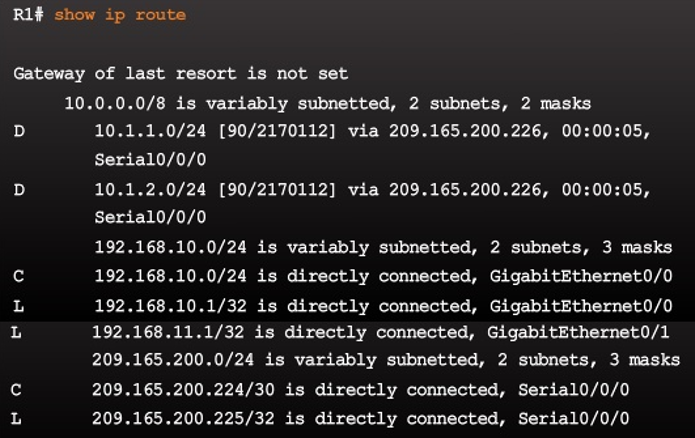 R1# show ip route
Gateway of last resort is not set
10.0.0.0/8 is variably subnetted, 2 subnets, 2 masks
D 10.1.1.0/24 [90/2170112] via 209.165.200.226, 00:00:05,
Serial0/0/0
D 10.1.2.0/24 [90/2170112] via 209.165.200.226, 00:00:05,
Serial0/0/0
192.168.10.0/24 is variably subnetted, 2 subnets, 3 masks
C 192.168.10.0/24 is directly connected, GigabitEthernet0/0
L 192.168.10.1/32 is directly connected, GigabitEthernet0/0
L 192.168.11.1/32 is directly connected, GigabitEthernet0/1
209.165.200.0/24 is variably subnetted, 2 subnets, 3 masks
C 209.165.200.224/30 is directly connected, Serial0/0/0
L 209.165.200.225/32 is directly connected, Serial0/0/0